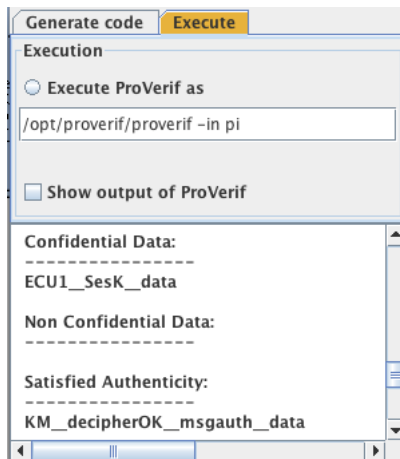 Generate code Execute
Execution
Execute ProVerif as
/opt/proverif/proverif -in pi
Show output of ProVerif
Confidential Data:
----------------
ECU1__SesK__data
Non Confidential Data:
----------------
Satisfied Authenticity:
----------------
KM__decipherOK__msgauth__data